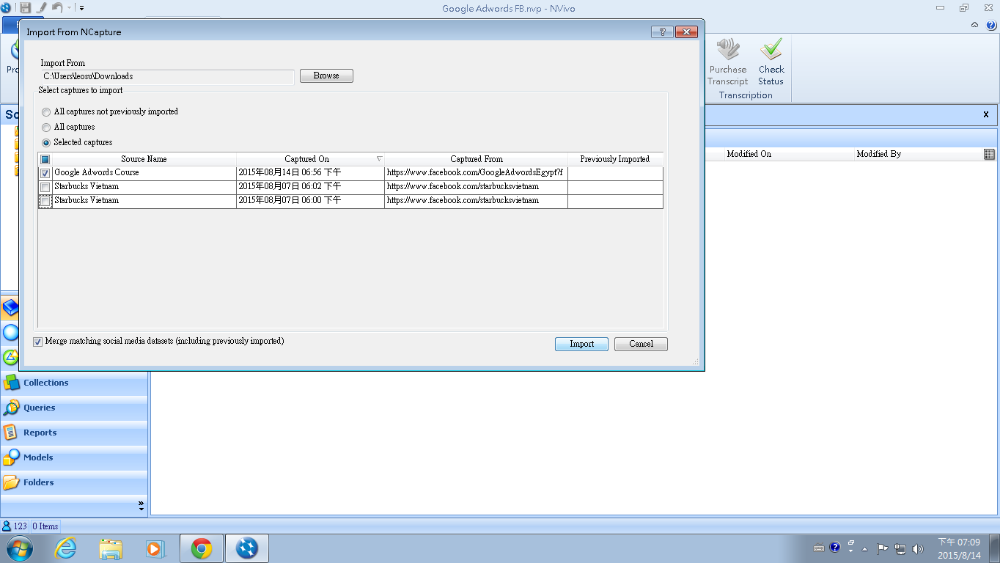 Google Adwords FB.nvp - NVivo
Import From NCapture
Import From
C:\Users\leosu\Downloads
Browse
Select captures to import
All captures not previously imported
All captures
Selected captures
Source Name Captured On Captured From Previously Imported
Google Adwords Course 2015年08月14日 06:56 下午 https://www.facebook.com/GoogleAdwordsEgypt?f
Starbucks Vietnam 2015年08月07日 06:02 下午 https://www.facebook.com/starbucksvietnam
Starbucks Vietnam 2015年08月07日 06:00 下午 https://www.facebook.com/starbucksvietnam
Merge matching social media datasets (including previously imported)
Import Cancel
Purchase Transcript
Check Status
Transcription
Modified On Modified By
Collections
Queries
Reports
Models
Folders
123 0 Items
下午 07:09
2015/8/14